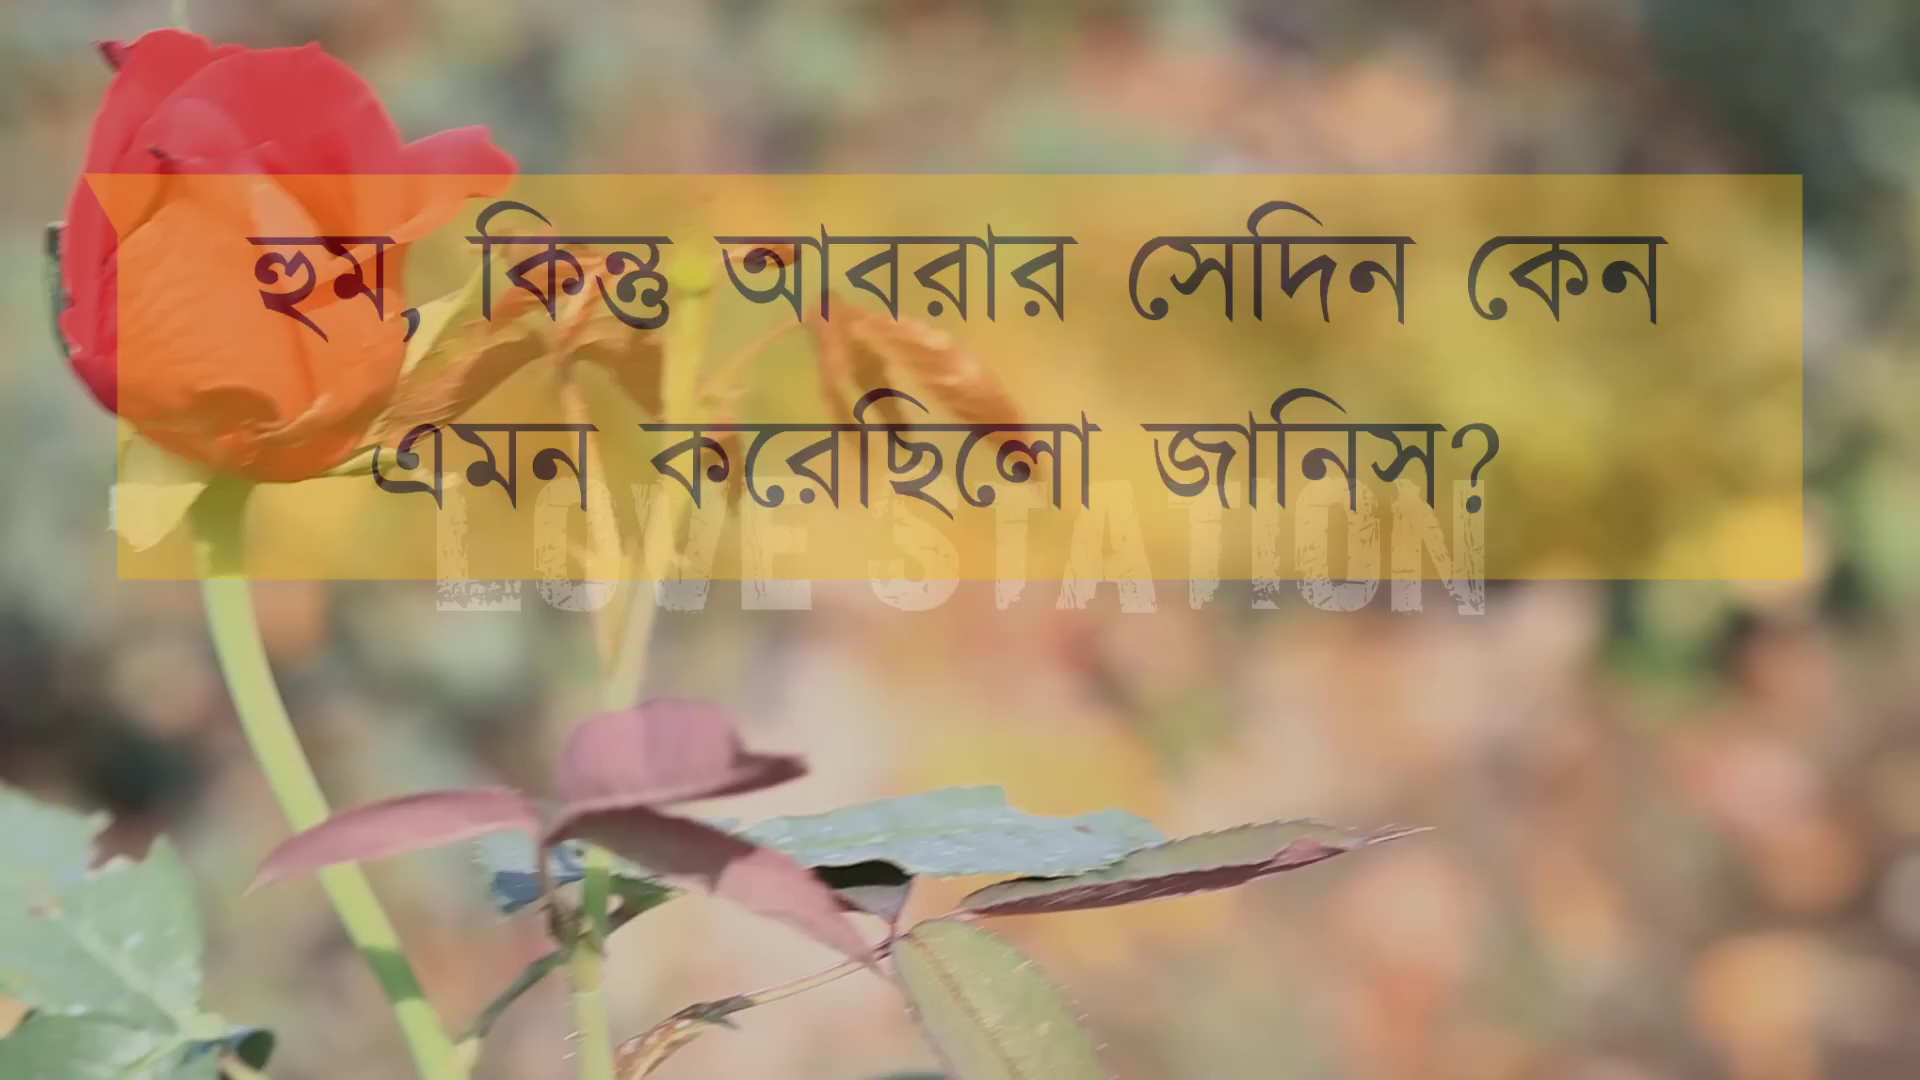 হুম, কিন্তু আবরার সেদিন কেন
এমন করেছিলো জানিস?
LOVE STATION